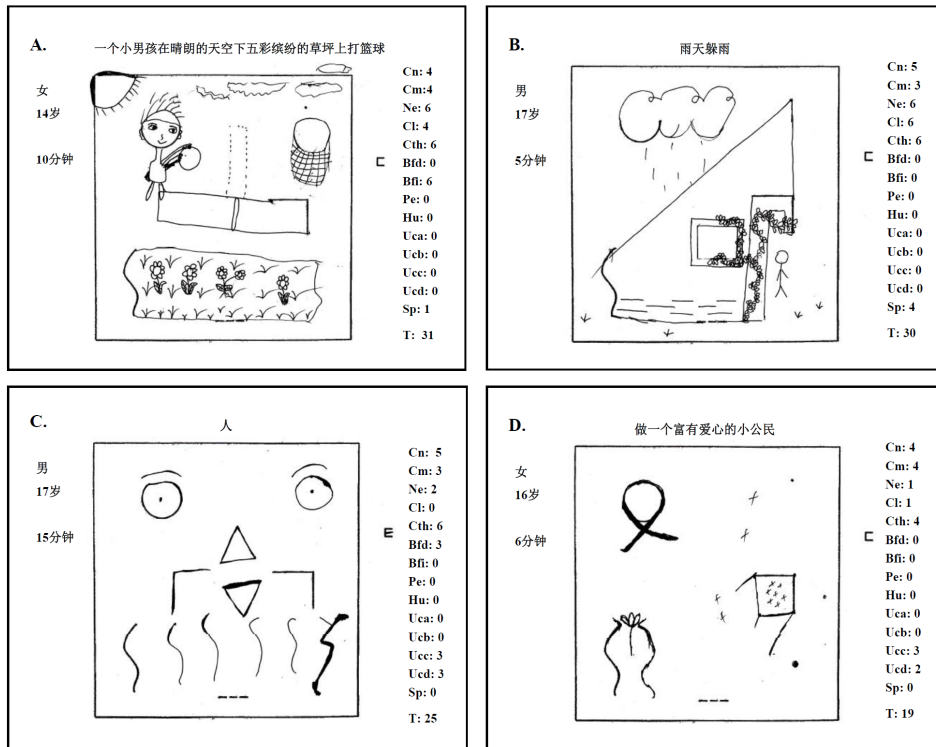 A.
一个小男孩在晴朗的天空下五彩缤纷的草坪上打篮球
女
14岁
10分钟
Cn: 4
Cm:4
Ne: 6
Cl: 4
Cth: 6
Bfd: 0
Bfi: 6
Pe: 0
Hu: 0
Uca: 0
Ucb: 0
Ucc: 0
Ucd: 0
Sp: 1
T: 31
B.
雨天躲雨
男
17岁
5分钟
Cn: 5
Cm: 3
Ne: 6
Cl: 6
Cth: 6
Bfd: 0
Bfi: 0
Pe: 0
Hu: 0
Uca: 0
Ucb: 0
Ucc: 0
Ucd: 0
Sp: 4
T: 30
C.
人
男
17岁
15分钟
Cn: 5
Cm: 3
Ne: 2
Cl: 0
Cth: 6
Bfd: 3
Bfi: 0
Pe: 0
Hu: 0
Uca: 0
Ucb: 0
Ucc: 3
Ucd: 3
Sp: 0
T: 25
D.
做一个富有爱心的小公民
女
16岁
6分钟
Cn: 4
Cm: 4
Ne: 1
Cl: 1
Cth: 4
Bfd: 0
Bfi: 0
Pe: 0
Hu: 0
Uca: 0
Ucb: 0
Ucc: 3
Ucd: 2
Sp: 0
T: 19